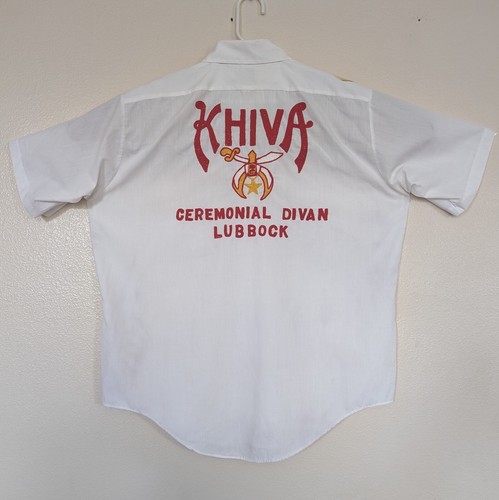 KHIVA
CEREMONIAL DIVAN
LUBBOCK